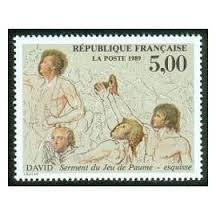 RÉPUBLIQUE FRANÇAISE
LA POSTE 1989
5,00
DAVID Serment du Jeu de Paume - esquisse